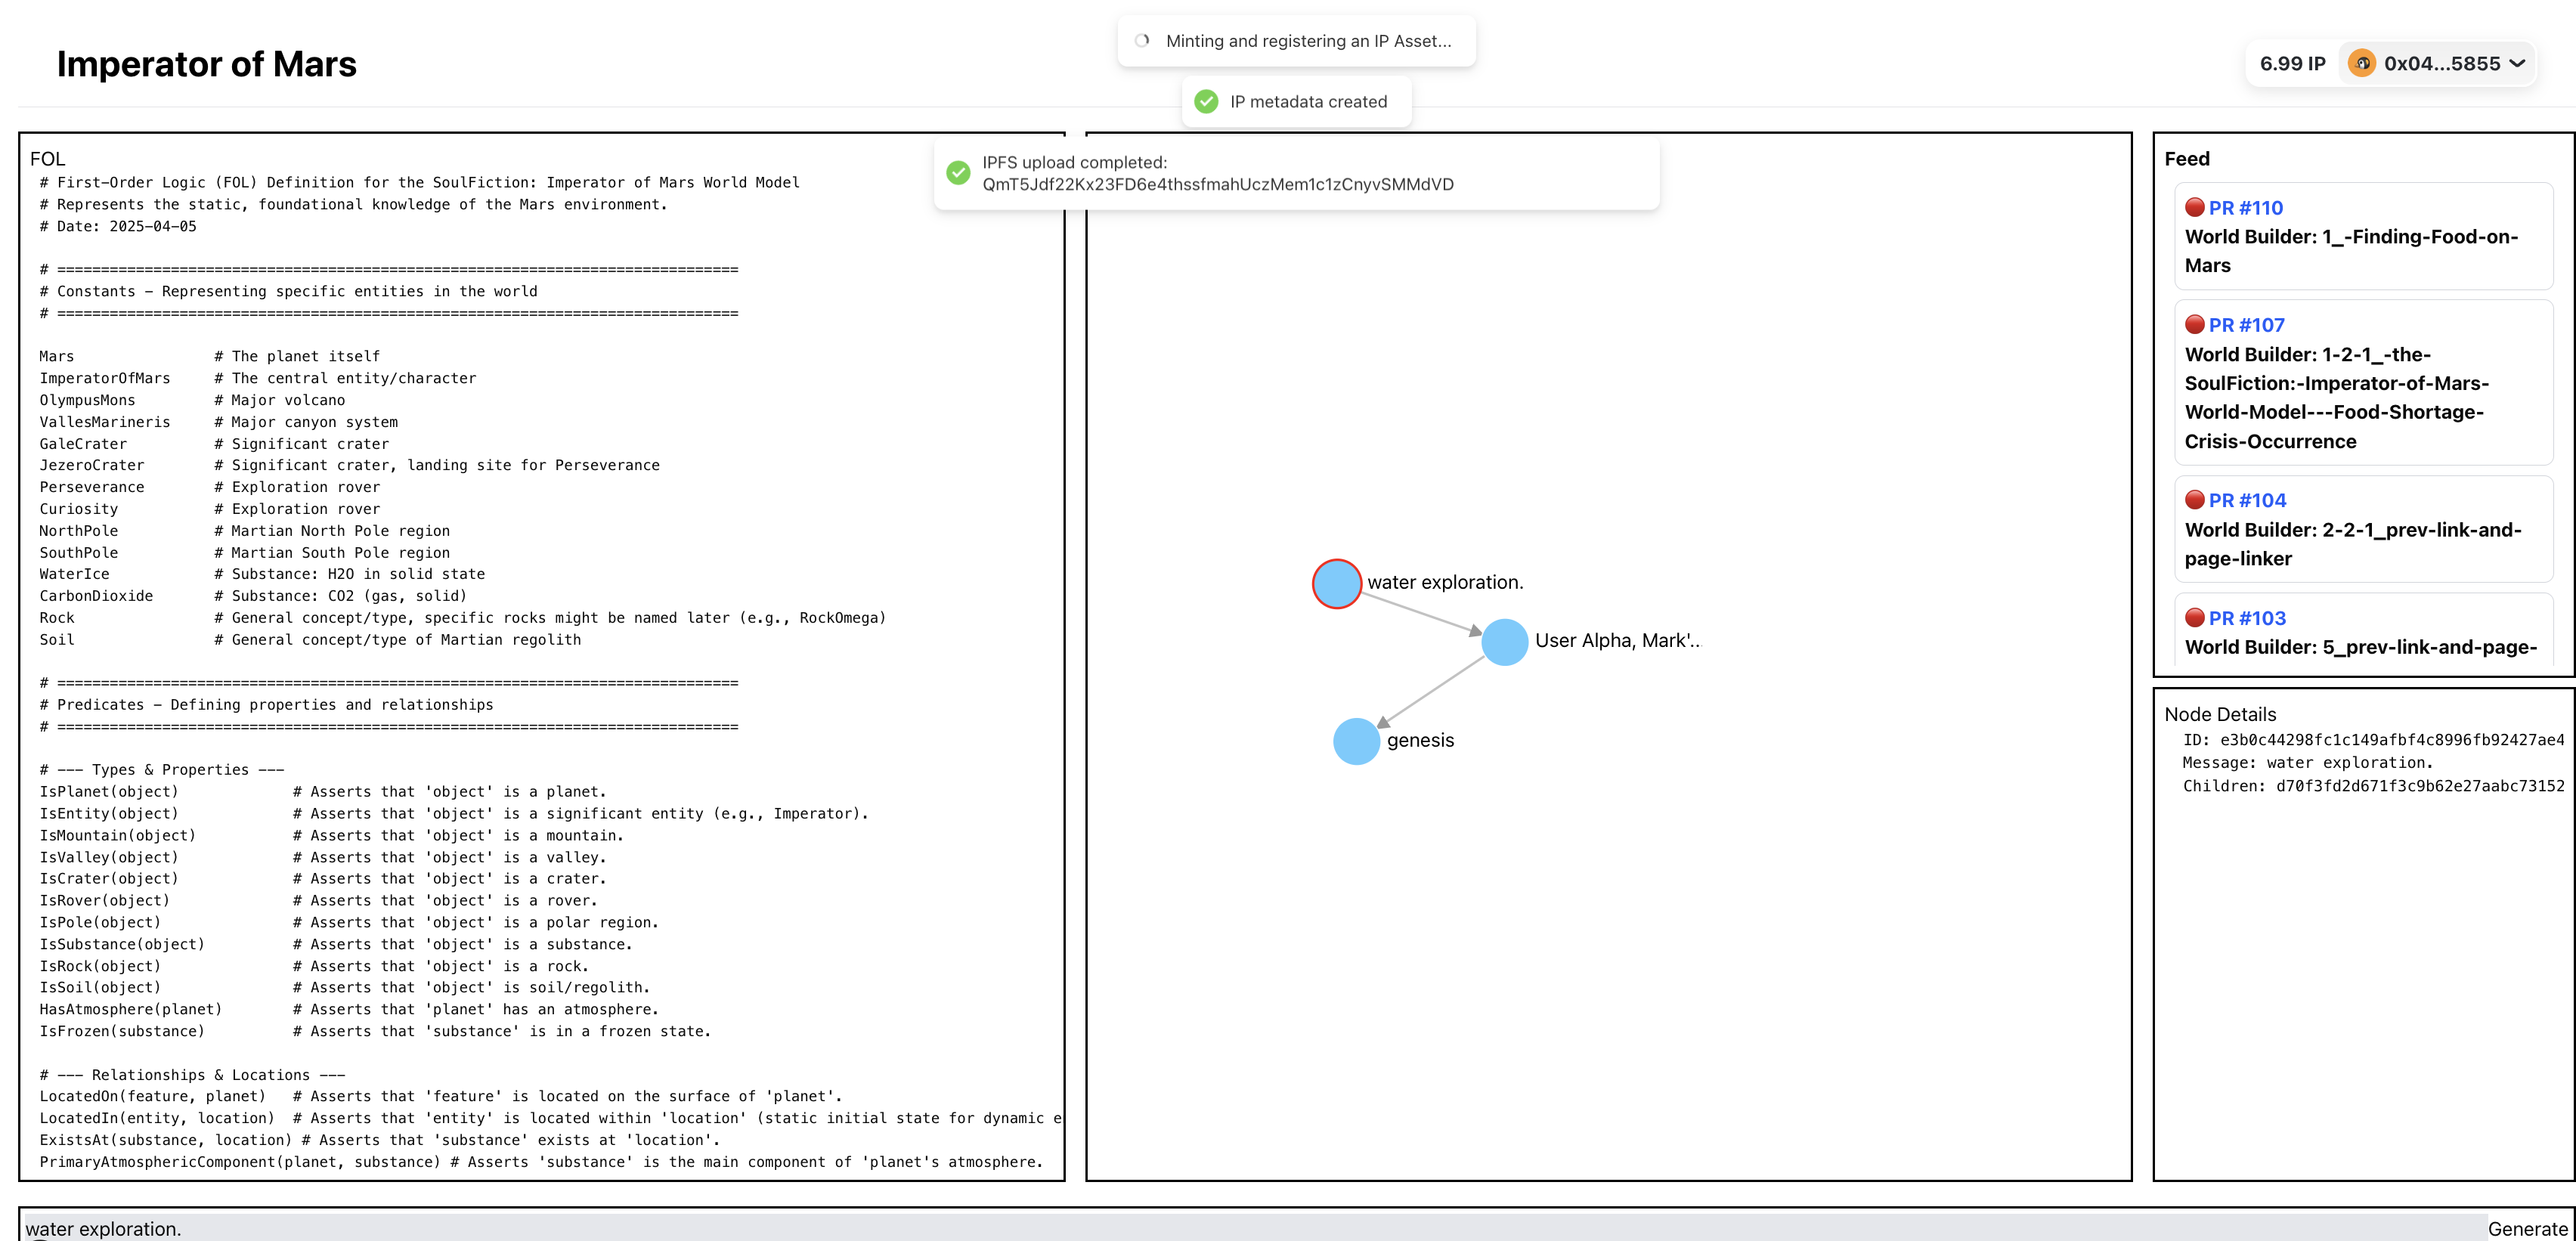 Imperator of Mars
Minting and registering an IP Asset...
IP metadata created
IPFS upload completed:
QmT5Jdf22Kx23FD6e4thssfmahUczMem1c1zCnyvSMMdVD
6.99 IP
0x04...5855
FOL
# First-Order Logic (FOL) Definition for the SoulFiction: Imperator of Mars World Model
# Represents the static, foundational knowledge of the Mars environment.
# Date: 2025-04-05
# ==============================================================================
# Constants - Representing specific entities in the world
# ==============================================================================
Mars # The planet itself
ImperatorOfMars # The central entity/character
OlympusMons # Major volcano
VallesMarineris # Major canyon system
GaleCrater # Significant crater
JezeroCrater # Significant crater, landing site for Perseverance
Perseverance # Exploration rover
Curiosity # Exploration rover
NorthPole # Martian North Pole region
SouthPole # Martian South Pole region
WaterIce # Substance: H2O in solid state
CarbonDioxide # Substance: CO2 (gas, solid)
Rock # General concept/type, specific rocks might be named later (e.g., RockOmega)
Soil # General concept/type of Martian regolith
# ==============================================================================
# Predicates - Defining properties and relationships
# ==============================================================================
# --- Types & Properties ---
IsPlanet(object) # Asserts that 'object' is a planet.
IsEntity(object) # Asserts that 'object' is a significant entity (e.g., Imperator).
IsMountain(object) # Asserts that 'object' is a mountain.
IsValley(object) # Asserts that 'object' is a valley.
IsCrater(object) # Asserts that 'object' is a crater.
IsRover(object) # Asserts that 'object' is a rover.
IsPole(object) # Asserts that 'object' is a polar region.
IsSubstance(object) # Asserts that 'object' is a substance.
IsRock(object) # Asserts that 'object' is a rock.
IsSoil(object) # Asserts that 'object' is soil/regolith.
HasAtmosphere(planet) # Asserts that 'planet' has an atmosphere.
IsFrozen(substance) # Asserts that 'substance' is in a frozen state.
# --- Relationships & Locations ---
LocatedOn(feature, planet) # Asserts that 'feature' is located on the surface of 'planet'.
LocatedIn(entity, location) # Asserts that 'entity' is located within 'location' (static initial state for dynamic e
ExistsAt(substance, location) # Asserts that 'substance' exists at 'location'.
PrimaryAtmosphericComponent(planet, substance) # Asserts 'substance' is the main component of 'planet's atmosphere.
water exploration.
User Alpha, Mark'..
genesis
Feed
PR #110
World Builder: 1_-Finding-Food-on-
Mars
PR #107
World Builder: 1-2-1_-the-
SoulFiction:-Imperator-of-Mars-
World-Model---Food-Shortage-
Crisis-Occurrence
PR #104
World Builder: 2-2-1_prev-link-and-
page-linker
PR #103
World Builder: 5_prev-link-and-page-
Node Details
ID: e3b0c44298fc1c149afbf4c8996fb92427ae4
Message: water exploration.
Children: d70f3fd2d671f3c9b62e27aabc73152
water exploration.
Generate